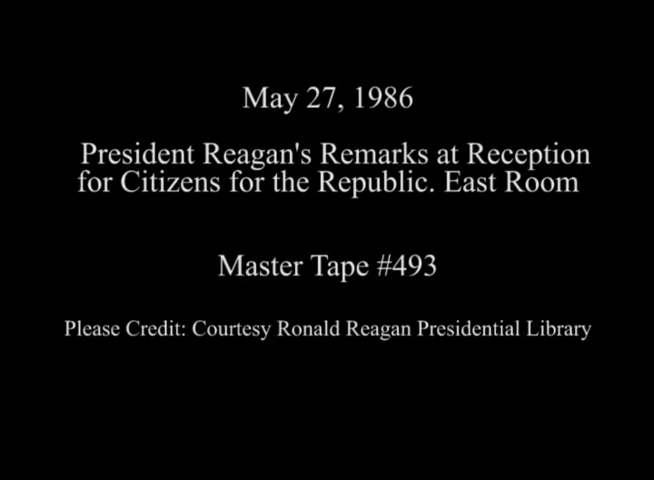 May 27, 1986
President Reagan's Remarks at Reception
for Citizens for the Republic. East Room
Master Tape #493
Please Credit: Courtesy Ronald Reagan Presidential Library